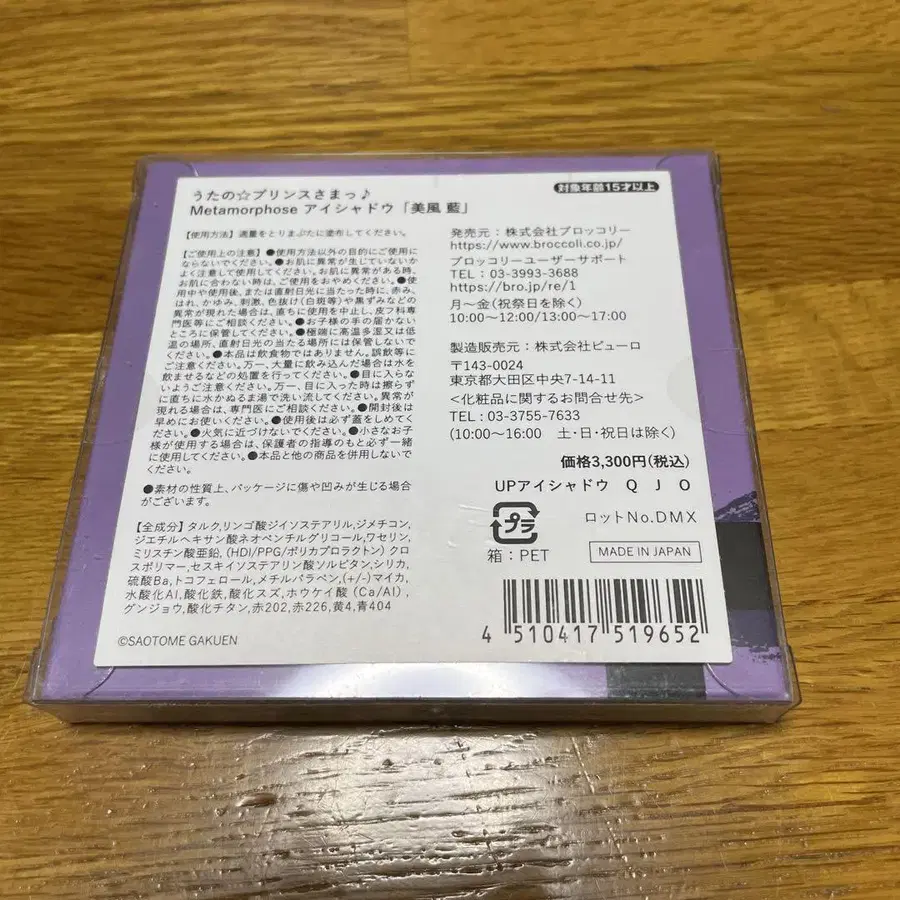 うたの☆プリンスさまっ♪
Metamorphose アイシャドウ「美風 藍」
【使用方法】適量をとりまぶたに塗布してください。
【ご使用上の注意】●使用方法以外の目的にご使用に
ならないでください。●お肌に異常が生じていないか
よく注意して使用してください。お肌に異常がある時、
お肌に合わない時は、ご使用をおやめください。●使
用中や使用後、または直射日光に当たった時に、赤み、
はれ、かゆみ、刺激、色抜け(白斑等)や黒ずみなどの
異常が現れた場合は、直ちに使用を中止し、皮フ科専
門医等にご相談ください。●お子様の手の届かない
ところに保管してください。●極端に高温多湿又は低
温の場所、直射日光の当たる場所には保管しないで
ください。●本品は飲食物ではありません。誤飲等に
ご注意ください。万一、大量に飲み込んだ場合は水を
飲ませるなどの処置を行ってください。●目に入らな
いようご注意ください。万一、目に入った時は擦らず
に直ちに水かぬるま湯で洗い流してください。異常が
現れる場合は、専門医にご相談ください。●開封後は
早めにお使いください。●使用後は必ず蓋をしめてく
ださい。●火気に近づけないでください。●小さなお子
様が使用する場合は、保護者の指導のもと必ず一緒
に使用してください。●本品と他の商品を併用しないで
ください。
●素材の性質上、パッケージに傷や凹みが生じる場合
がございます。
【全成分】タルク,リンゴ酸ジイソステアリル,ジメチコン,
ジエチルヘキサン酸ネオペンチルグリコール,ワセリン,
ミリスチン酸亜鉛,(HDI/PPG/ポリカプロラクトン)クロ
スポリマー,セスキイソステアリン酸ソルビタン,シリカ,
硫酸Ba,トコフェロール,メチルパラベン,(+/-)マイカ,
水酸化Al,酸化鉄,酸化スズ,ホウケイ酸(Ca/Al),
グンジョウ,酸化チタン,赤202,赤226,黄4,青404
©SAOTOME GAKUEN
対象年齢15才以上
発売元：株式会社ブロッコリー
https://www.broccoli.co.jp/
ブロッコリーユーザーサポート
TEL：03-3993-3688
https://bro.jp/re/1
月〜金(祝祭日を除く)
10:00〜12:00/13:00〜17:00
製造販売元：株式会社ビューロ
〒143-0024
東京都大田区中央7-14-11
<化粧品に関するお問合せ先>
TEL：03-3755-7633
(10:00〜16:00 土・日・祝日は除く)
価格3,300円(税込)
UPアイシャドウ Q J O
プラ
ロットNo.DMX
箱：PET
MADE IN JAPAN
4 510417 519652